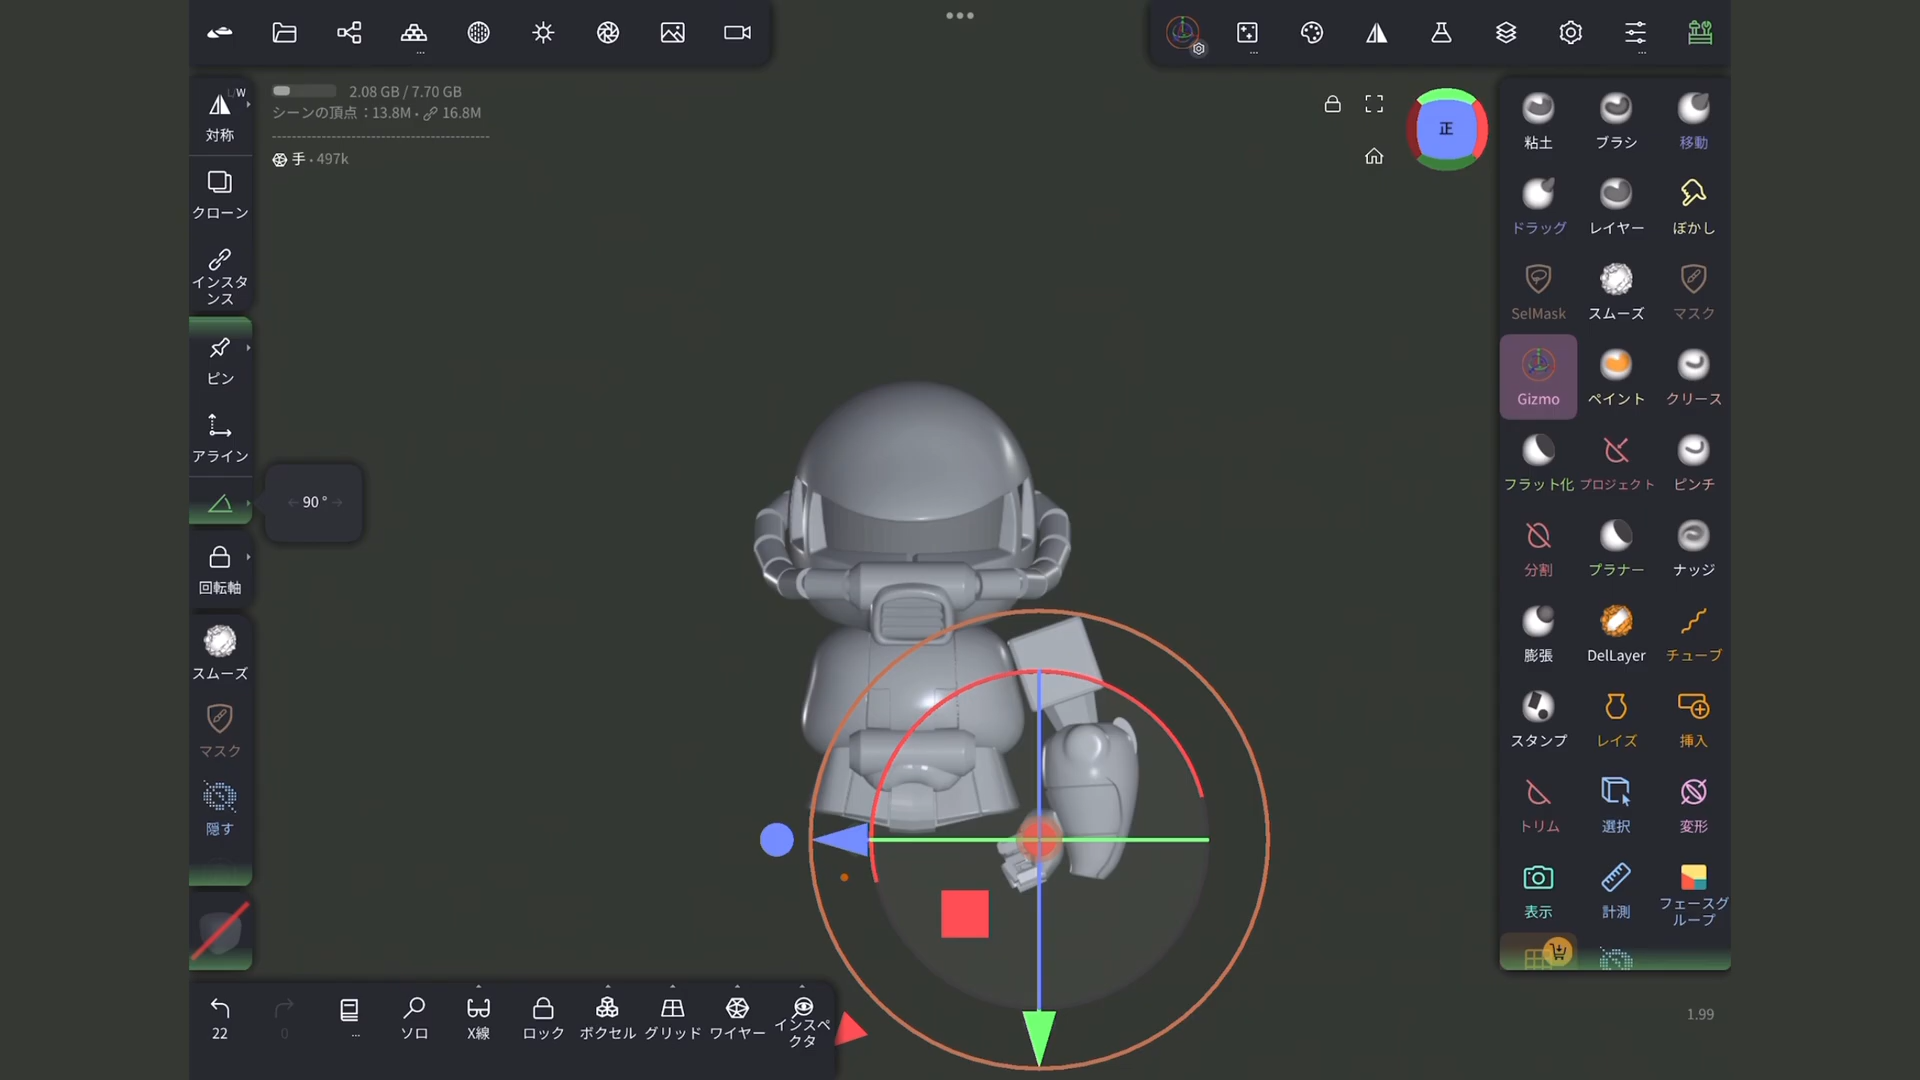 2.08 GB / 7.70 GB
シーンの頂点：13.8M • 16.8M
手 • 497k
正
W
対称
クローン
インスタ
ンス
ピン
アライン
90 °
回転軸
スムーズ
マスク
隠す
粘土
ブラシ
移動
ドラッグ
レイヤー
ぼかし
SelMask
スムーズ
マスク
Gizmo
ペイント
クリース
フラット化
プロジェクト
ピンチ
分割
プラナー
ナッジ
膨張
DelLayer
チューブ
スタンプ
レイズ
挿入
トリム
選択
変形
表示
計測
フェースグ
ループ
22
0
...
ソロ
X線
ロック
ボクセル
グリッド
ワイヤー
インスペ
クタ
1.99